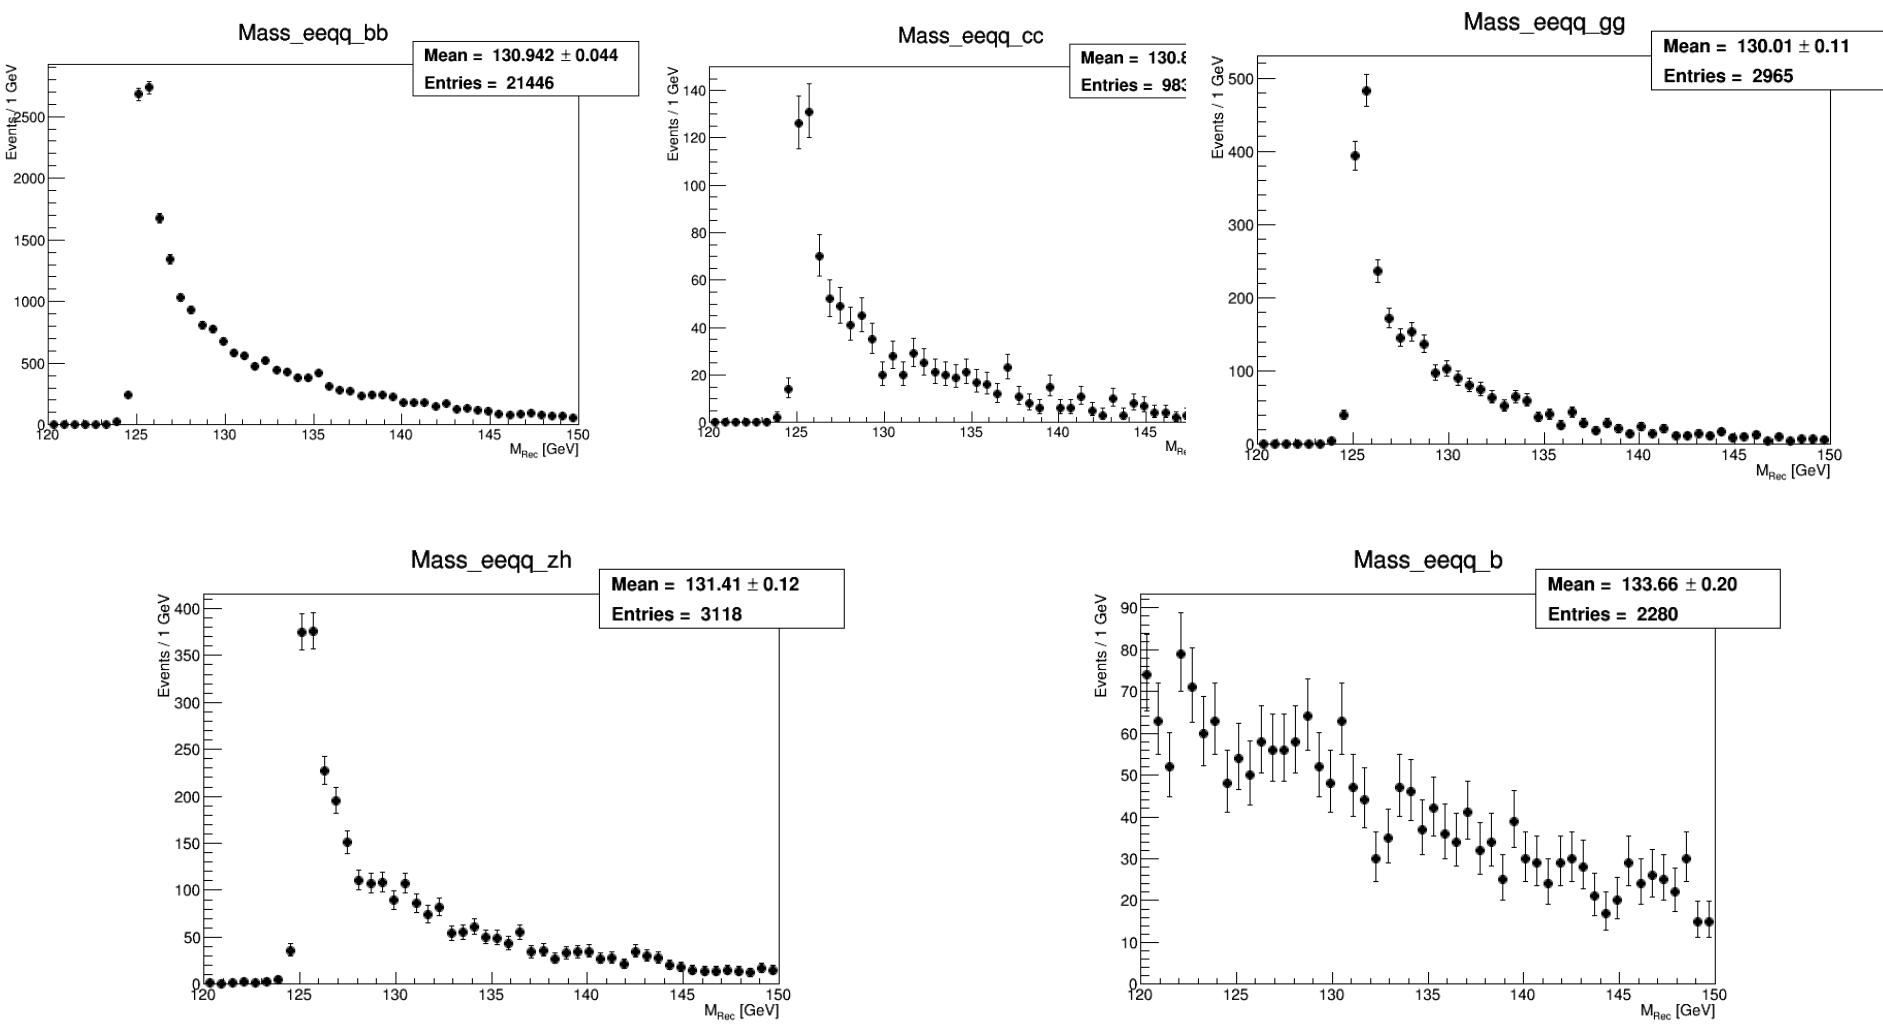 Mass_eeqq_bb
Mean = 130.942 ± 0.044
Entries = 21446
Events / 1 GeV
2500
2000
1500
1000
500
0
120 125 130 135 140 145 150
M_Rec [GeV]
Mass_eeqq_cc
Mean = 130.8
Entries = 983
Events / 1 GeV
140
120
100
80
60
40
20
0
120 125 130 135 140 145
Mass_eeqq_gg
Mean = 130.01 ± 0.11
Entries = 2965
Events / 1 GeV
500
400
300
200
100
0
120 125 130 135 140 145 150
M_Rec [GeV]
Mass_eeqq_zh
Mean = 131.41 ± 0.12
Entries = 3118
Events / 1 GeV
400
350
300
250
200
150
100
50
0
120 125 130 135 140 145 150
M_Rec [GeV]
Mass_eeqq_b
Mean = 133.66 ± 0.20
Entries = 2280
Events / 1 GeV
90
80
70
60
50
40
30
20
10
0
120 125 130 135 140 145 150
M_Rec [GeV]